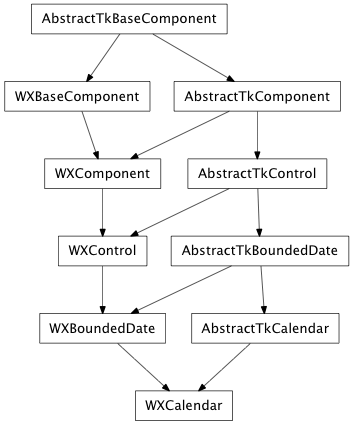 AbstractTkBaseComponent
WXBaseComponent
AbstractTkComponent
WXComponent
AbstractTkControl
WXControl
AbstractTkBoundedDate
WXBoundedDate
AbstractTkCalendar
WXCalendar